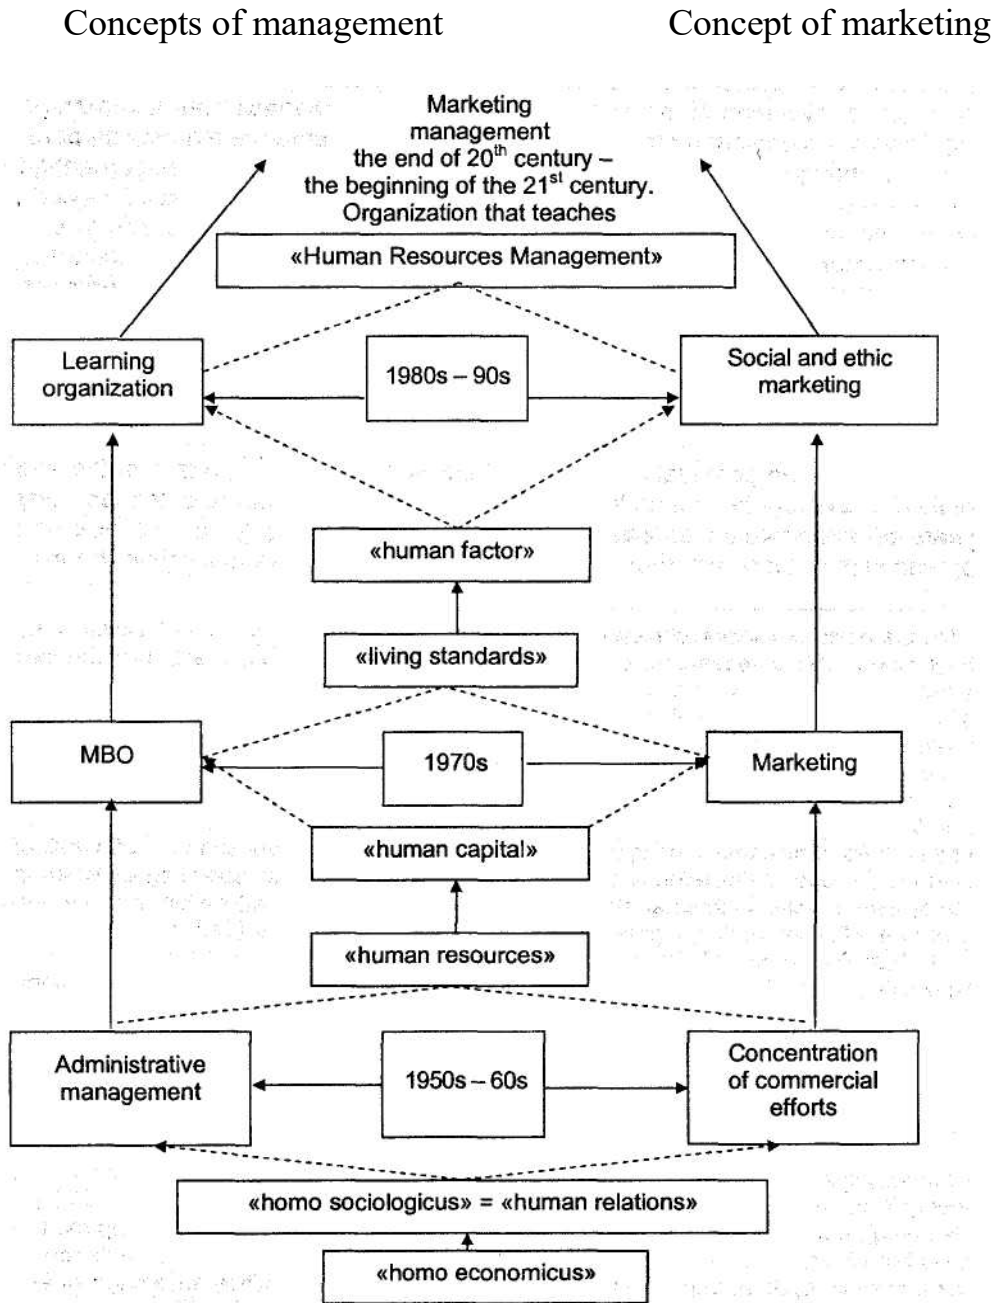 Concepts of management
Concept of marketing
Marketing
management
the end of 20th century –
the beginning of the 21st century.
Organization that teaches
«Human Resources Management»
Learning
organization
1980s – 90s
Social and ethic
marketing
«human factor»
«living standards»
MBO
1970s
Marketing
«human capital»
«human resources»
Administrative
management
1950s – 60s
Concentration
of commercial
efforts
«homo sociologicus» = «human relations»
«homo economicus»